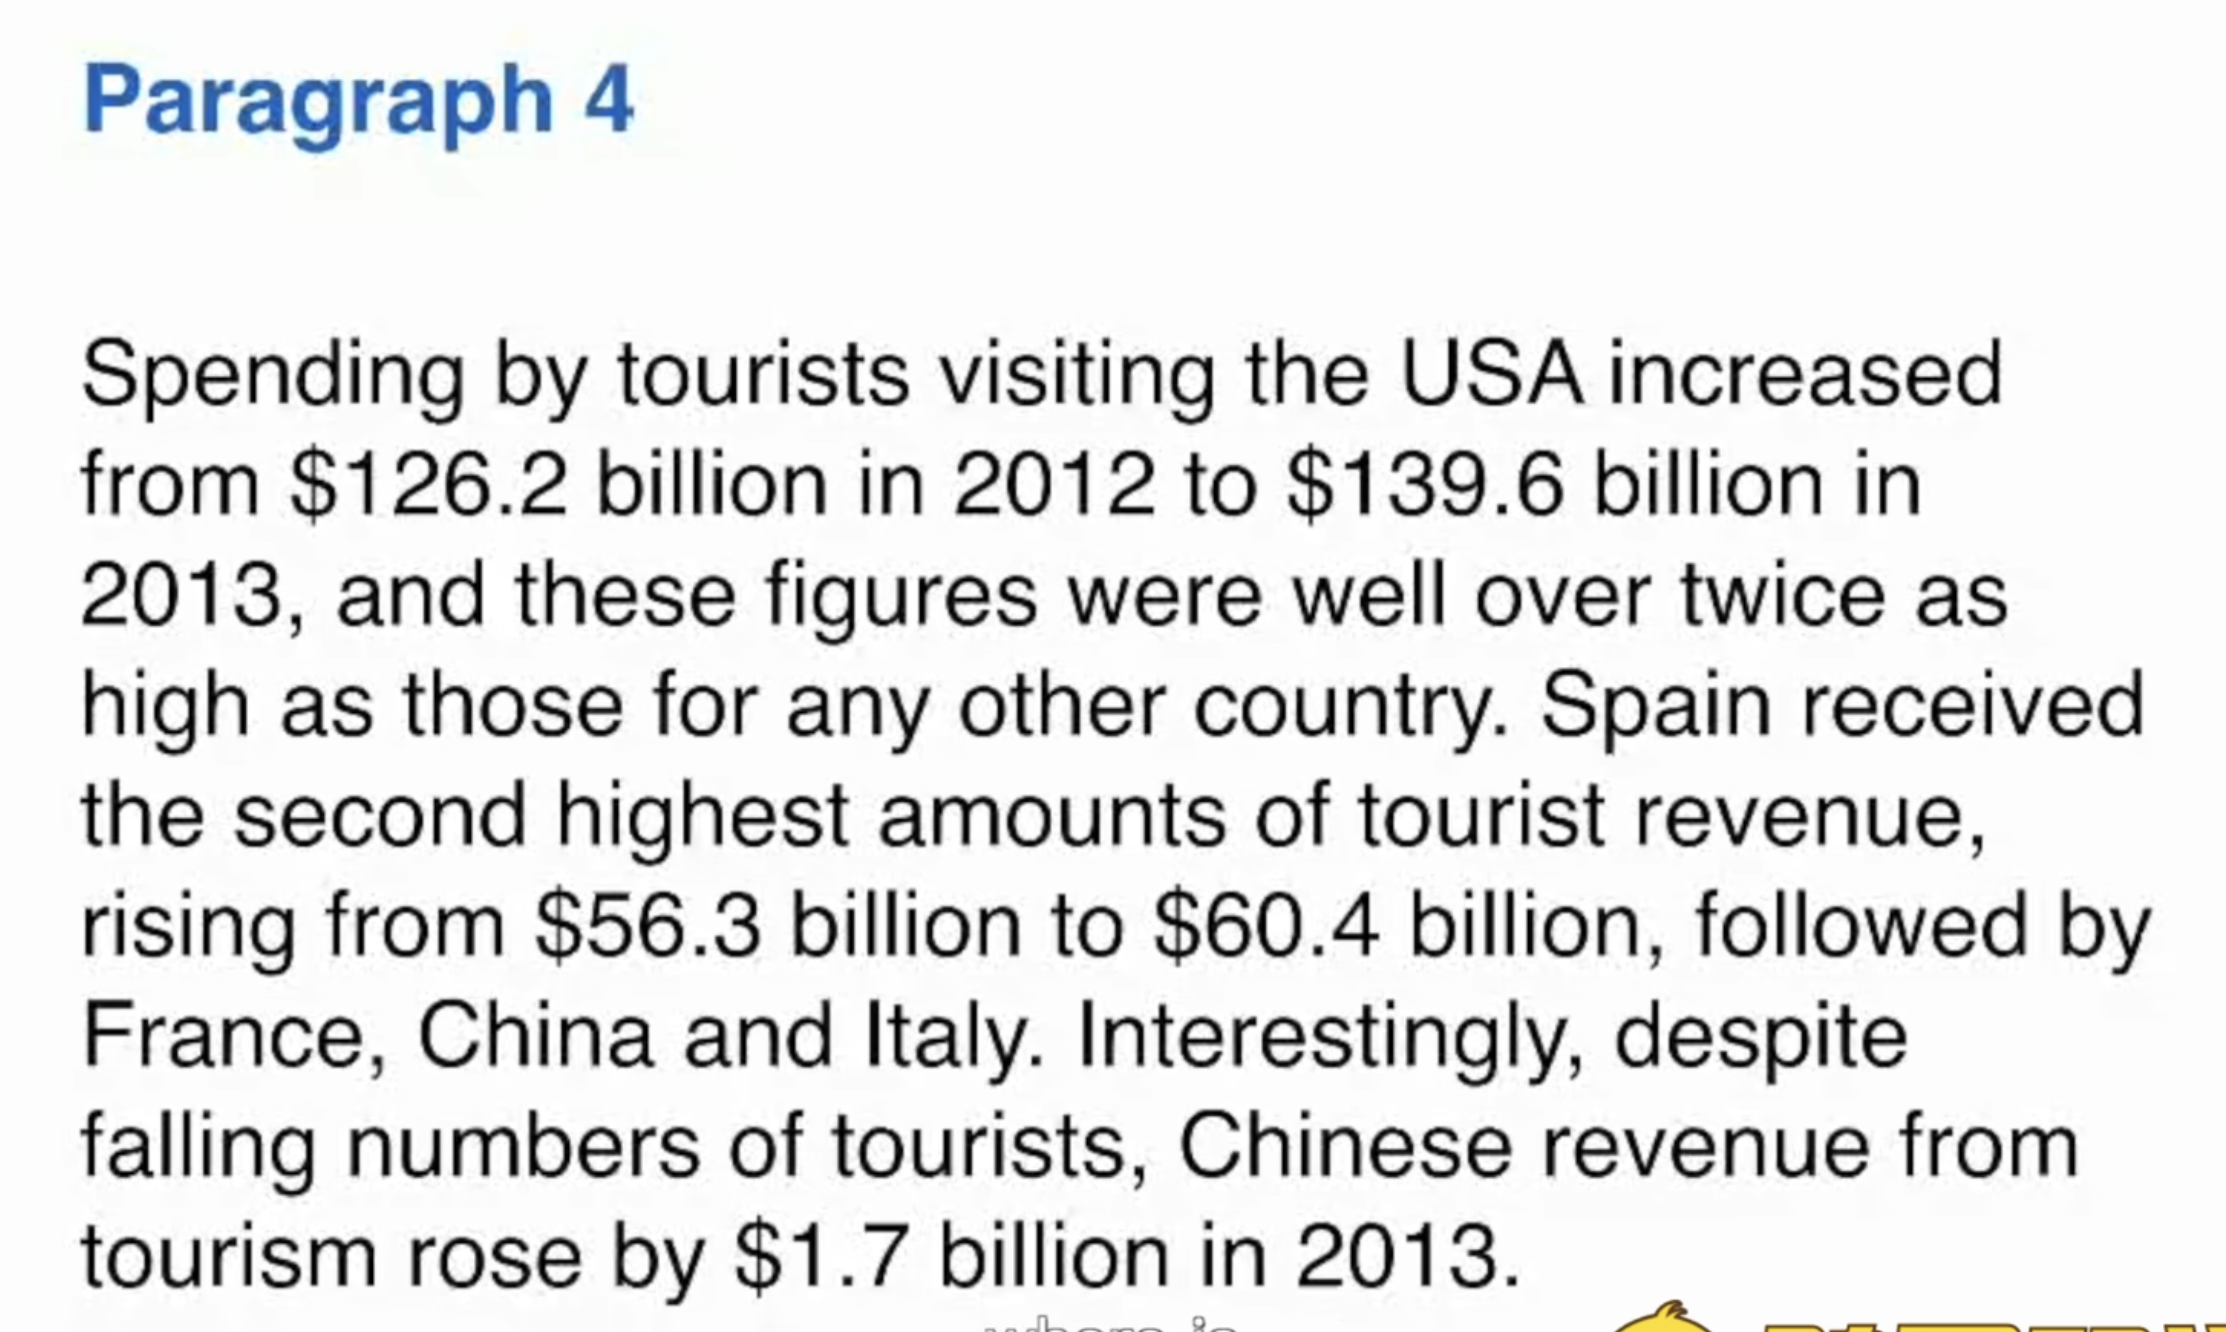 Paragraph 4
Spending by tourists visiting the USA increased
from $126.2 billion in 2012 to $139.6 billion in
2013, and these figures were well over twice as
high as those for any other country. Spain received
the second highest amounts of tourist revenue,
rising from $56.3 billion to $60.4 billion, followed by
France, China and Italy. Interestingly, despite
falling numbers of tourists, Chinese revenue from
tourism rose by $1.7 billion in 2013.
where is